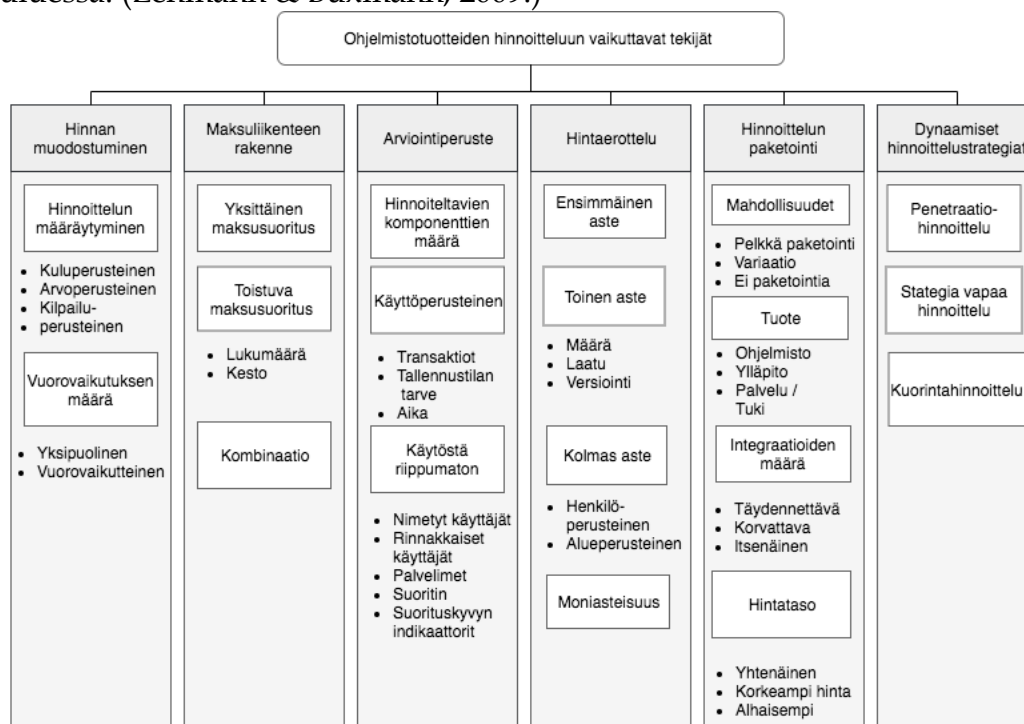 (Lehmann & Buxmann, 2009.)
Ohjelmistotuotteiden hinnoitteluun vaikuttavat tekijät
Hinnan
muodostuminen
Hinnoittelun
määräytyminen
• Kuluperusteinen
• Arvoperusteinen
• Kilpailu-
• perusteinen
Vuorovaikutuksen
määrä
• Yksipuolinen
• Vuorovaikutteinen
Maksuliikenteen
rakenne
Yksittäinen
maksusuoritus
Toistuva
maksusuoritus
• Lukumäärä
• Kesto
Kombinaatio
Arviointiperuste
Hinnoiteltavien
komponenttien
määrä
Käyttöperusteinen
• Transaktiot
• Tallennustilan
tarve
• Aika
Käytöstä
riippumaton
• Nimetyt käyttäjät
• Rinnakkaiset
käyttäjät
• Palvelimet
• Suoritin
• Suorituskyvyn
indikaattorit
Hintaerottelu
Ensimmäinen
aste
Toinen aste
• Määrä
• Laatu
• Versiointi
Kolmas aste
• Henkilö-
perusteinen
• Alueperusteinen
Moniasteisuus
Hinnoittelun
paketointi
Mahdollisuudet
• Pelkkä paketointi
• Variaatio
• Ei paketointia
Tuote
• Ohjelmisto
• Ylläpito
• Palvelu /
Tuki
Integraatioiden
määrä
• Täydennettävä
• Korvattava
• Itsenäinen
Hintataso
• Yhtenäinen
• Korkeampi hinta
• Alhaisempi
Dynaamiset
hinnoittelustrategiat
Penetraatio-
hinnoittelu
Stategia vapaa
hinnoittelu
Kuorintahinnoittelu